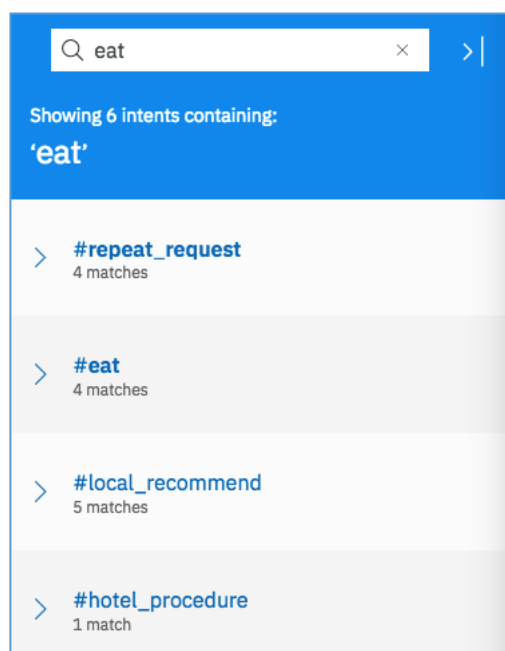 eat
Showing 6 intents containing:
‘eat’
#repeat_request
4 matches
#eat
4 matches
#local_recommend
5 matches
#hotel_procedure
1 match